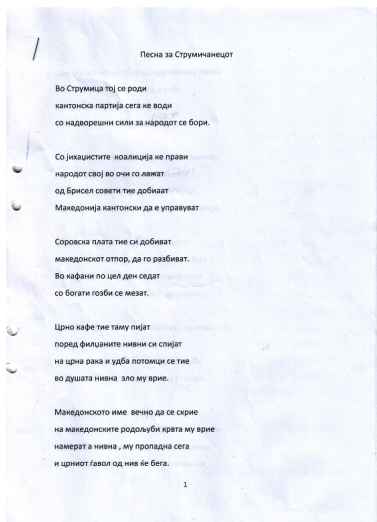 Песна за Струмичанецот
Во Струмица тој се роди
кантонска партија сега ке води
со надворешни сили за народот се бори.
Со јихаџистите коалиција ке прави
народот свој во очи го лажат
од Брисел совети тие добиаат
Македонија кантонски да е управуват
Соровска плата тие си добиват
македонскот отпор, да го разбиват.
Во кафани по цел ден седат
со богати гозби се мезат.
Црно кафе тие таму пијат
поред филџаните нивни си спијат
на црна рака и удба потомци се тие
во душата нивна зло му врие.
Македонското име вечно да се скрие
на македонските родољуби крвта му врие
намерат а нивна , му пропадна сега
и црниот ѓавол од нив ќе бега.
1